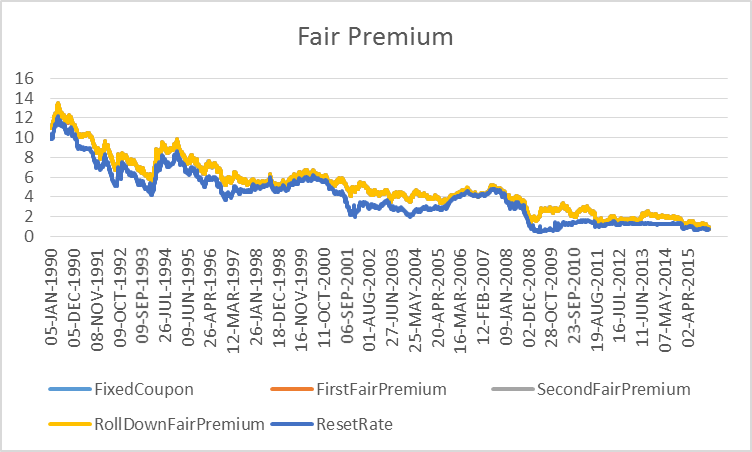 Fair Premium
16
14
12
10
8
6
4
2
0
05-JAN-1990
05-DEC-1990
08-NOV-1991
09-OCT-1992
09-SEP-1993
26-JUL-1994
09-JUN-1995
26-APR-1996
12-MAR-1997
26-JAN-1998
18-DEC-1998
16-NOV-1999
11-OCT-2000
06-SEP-2001
01-AUG-2002
27-JUN-2003
25-MAY-2004
20-APR-2005
16-MAR-2006
12-FEB-2007
09-JAN-2008
02-DEC-2008
28-OCT-2009
23-SEP-2010
19-AUG-2011
16-JUL-2012
11-JUN-2013
07-MAY-2014
02-APR-2015
FixedCoupon FirstFairPremium SecondFairPremium
RollDownFairPremium ResetRate